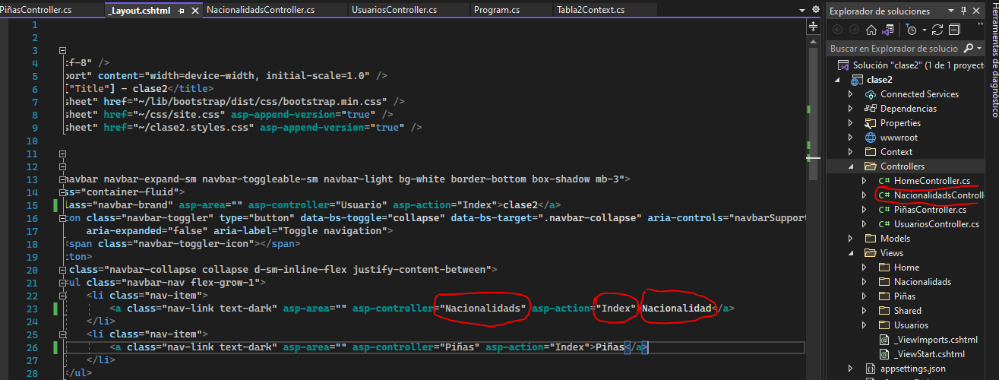 PiñasController.cs
_Layout.cshtml
NacionalidadsController.cs
UsuariosController.cs
Program.cs
Tabla2Context.cs
1
2
3
4 tf-8" />
5 port" content="width=device-width, initial-scale=1.0" />
6 ["Title"] - clase2</title>
7 sheet" href="~/lib/bootstrap/dist/css/bootstrap.min.css" />
8 sheet" href="~/css/site.css" asp-append-version="true" />
9 sheet" href="~/clase2.styles.css" asp-append-version="true" />
10
11
12
13 navbar navbar-expand-sm navbar-toggleable-sm navbar-light bg-white border-bottom box-shadow mb-3">
14 ss="container-fluid">
15 lass="navbar-brand" asp-area="" asp-controller="Usuario" asp-action="Index">clase2</a>
16 ton class="navbar-toggler" type="button" data-bs-toggle="collapse" data-bs-target=".navbar-collapse" aria-controls="navbarSupport
17 aria-expanded="false" aria-label="Toggle navigation">
18 <span class="navbar-toggler-icon"></span>
19 tton>
20 class="navbar-collapse collapse d-sm-inline-flex justify-content-between">
21 <ul class="navbar-nav flex-grow-1">
22 <li class="nav-item">
23 <a class="nav-link text-dark" asp-area="" asp-controller="Nacionalidads" asp-action="Index">Nacionalidad</a>
24 </li>
25 <li class="nav-item">
26 <a class="nav-link text-dark" asp-area="" asp-controller="Piñas" asp-action="Index">Piñas</a>
27 </li>
28 </ul>
Explorador de soluciones
Buscar en Explorador de solucio
Solución "clase2" (1 de 1 proyecto
clase2
Connected Services
Dependencias
Properties
wwwroot
Context
Controllers
C# HomeController.cs
C# NacionalidadsControlle
C# PiñasController.cs
C# UsuariosController.cs
Models
Views
Home
Nacionalidads
Piñas
Shared
Usuarios
_ViewImports.cshtml
_ViewStart.cshtml
appsettings.json
Herramientas de diagnóstico